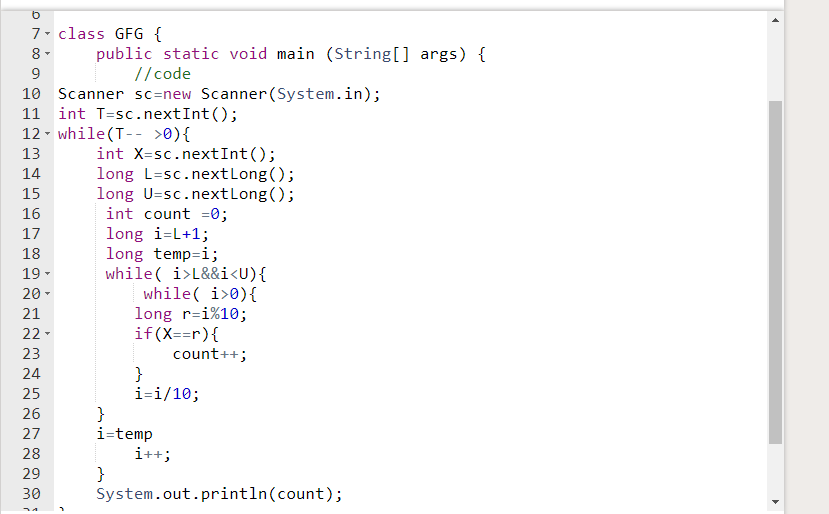 6
7 class GFG {
8 public static void main (String[] args) {
9 //code
10 Scanner sc=new Scanner(System.in);
11 int T=sc.nextInt();
12 while(T-- >0){
13 int X=sc.nextInt();
14 long L=sc.nextLong();
15 long U=sc.nextLong();
16 int count =0;
17 long i=L+1;
18 long temp=i;
19 while( i>L&&i<U){
20 while( i>0){
21 long r=i%10;
22 if(X==r){
23 count++;
24 }
25 i=i/10;
26 }
27 i=temp
28 i++;
29 }
30 System.out.println(count);
31 }